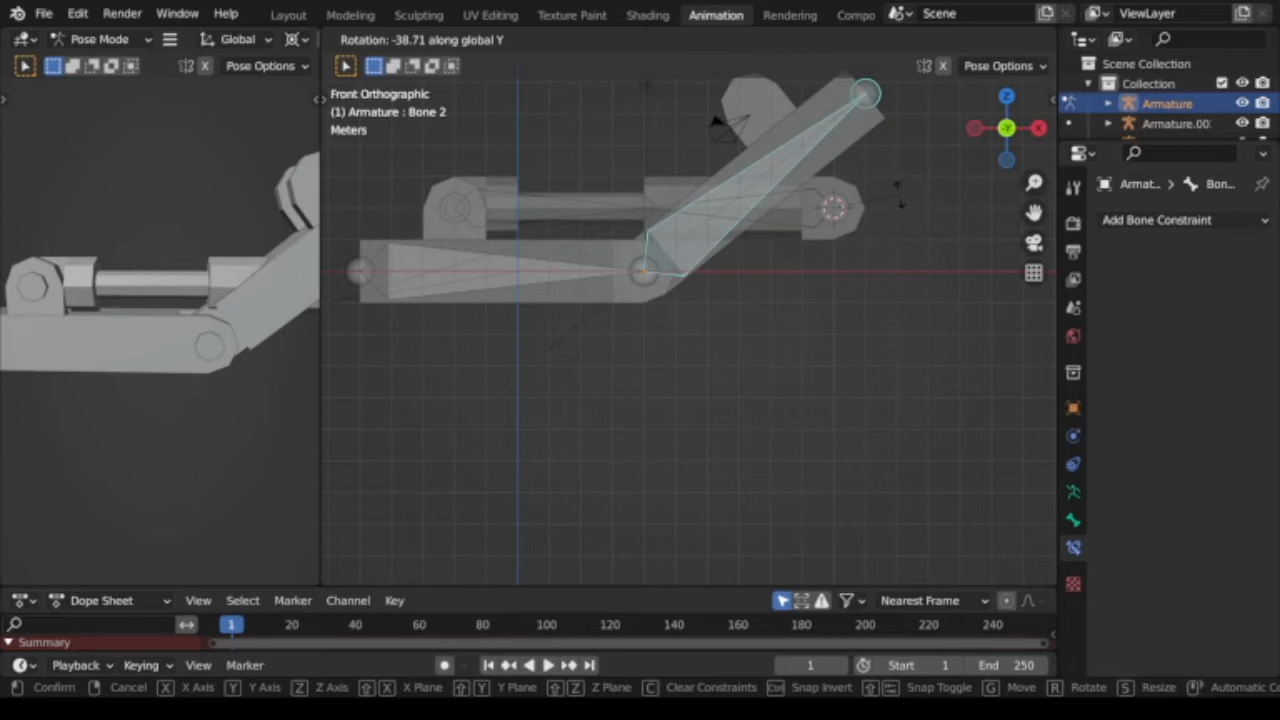 File Edit Render Window Help Layout Modeling Sculpting UV Editing Texture Paint Shading Animation Rendering Compo Scene ViewLayer
Pose Mode Global Rotation: -38.71 along global Y
X Pose Options X Pose Options
Front Orthographic
(1) Armature : Bone 2
Meters
Z
-Y X
Scene Collection
Collection
Armature
Armature.00
Armat... Bon...
Add Bone Constraint
Dope Sheet View Select Marker Channel Key Nearest Frame
1 20 40 60 80 100 120 140 160 180 200 220 240
Summary
Playback Keying View Marker 1 Start 1 End 250
Confirm Cancel X X Axis Y Y Axis Z Z Axis X X Plane Y Y Plane Z Z Plane C Clear Constraints Ctrl Snap Invert Snap Toggle G Move R Rotate S Resize Automatic Co